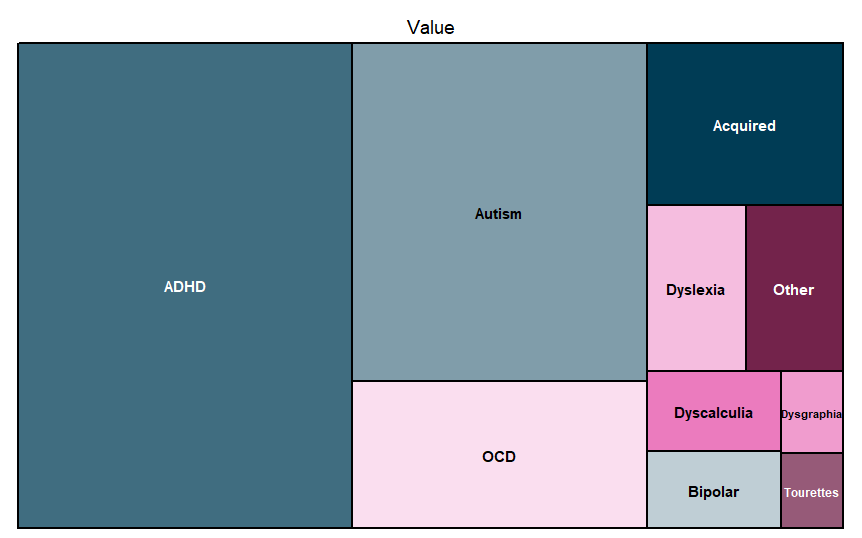 Value
ADHD
Autism
OCD
Acquired
Dyslexia
Other
Dyscalculia
Dysgraphia
Bipolar
Tourettes